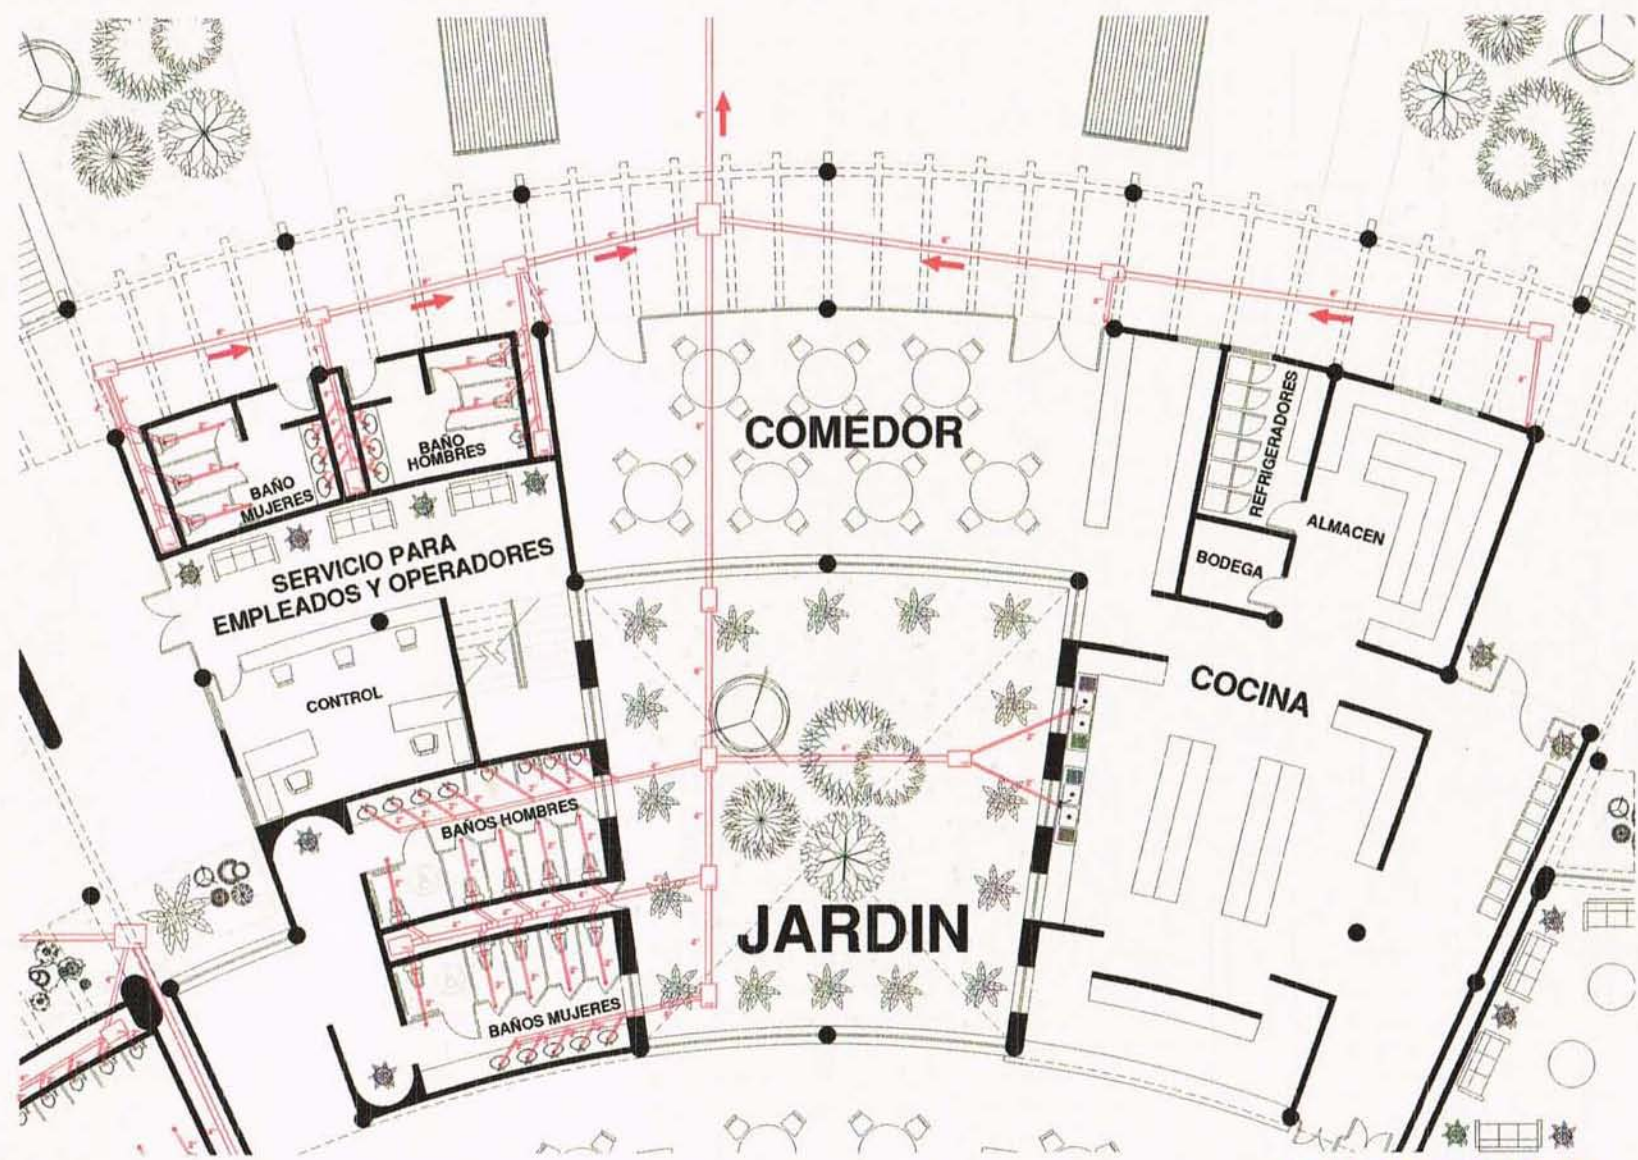 COMEDOR
REFRIGERADORES
BAÑO
HOMBRES
BAÑO
MUJERES
ALMACEN
BODEGA
SERVICIO PARA
EMPLEADOS Y OPERADORES
CONTROL
COCINA
BAÑOS HOMBRES
JARDIN
BAÑOS MUJERES